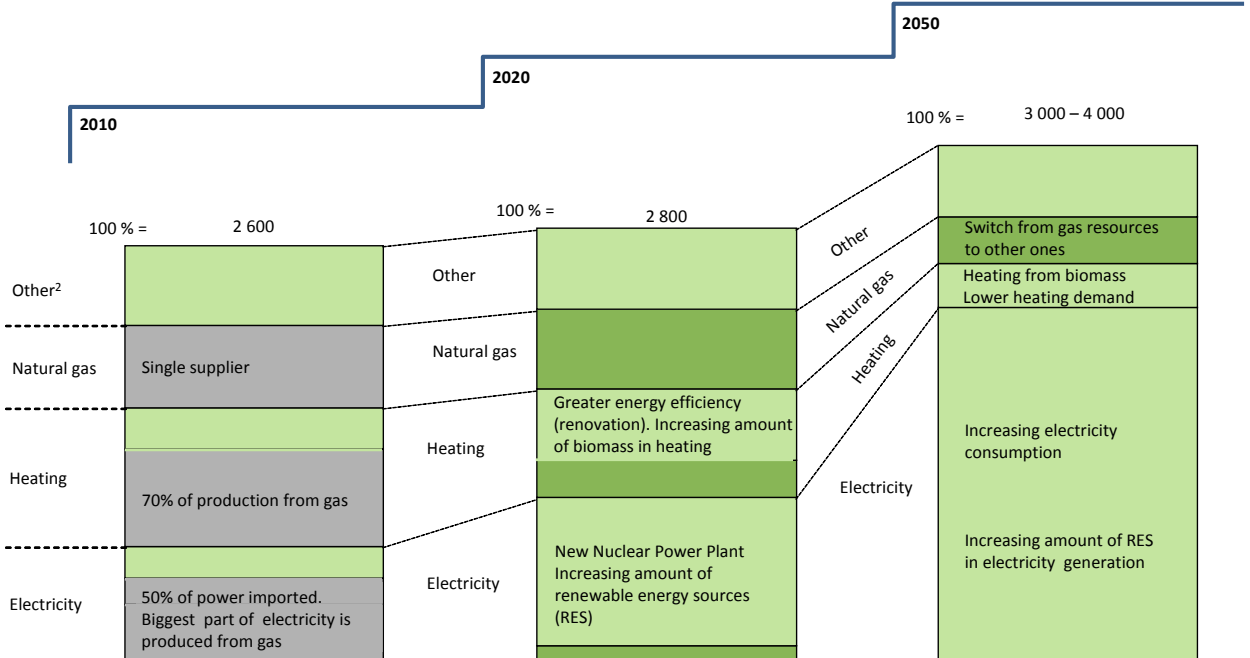 2050
2020
2010
100 % =
3 000 – 4 000
100 % =
2 800
100 % =
2 600
Other²
Natural gas
Heating
Electricity
Single supplier
70% of production from gas
50% of power imported.
Biggest part of electricity is
produced from gas
Other
Natural gas
Heating
Electricity
Greater energy efficiency
(renovation). Increasing amount
of biomass in heating
New Nuclear Power Plant
Increasing amount of
renewable energy sources
(RES)
Other
Natural gas
Heating
Electricity
Switch from gas resources
to other ones
Heating from biomass
Lower heating demand
Increasing electricity
consumption
Increasing amount of RES
in electricity generation